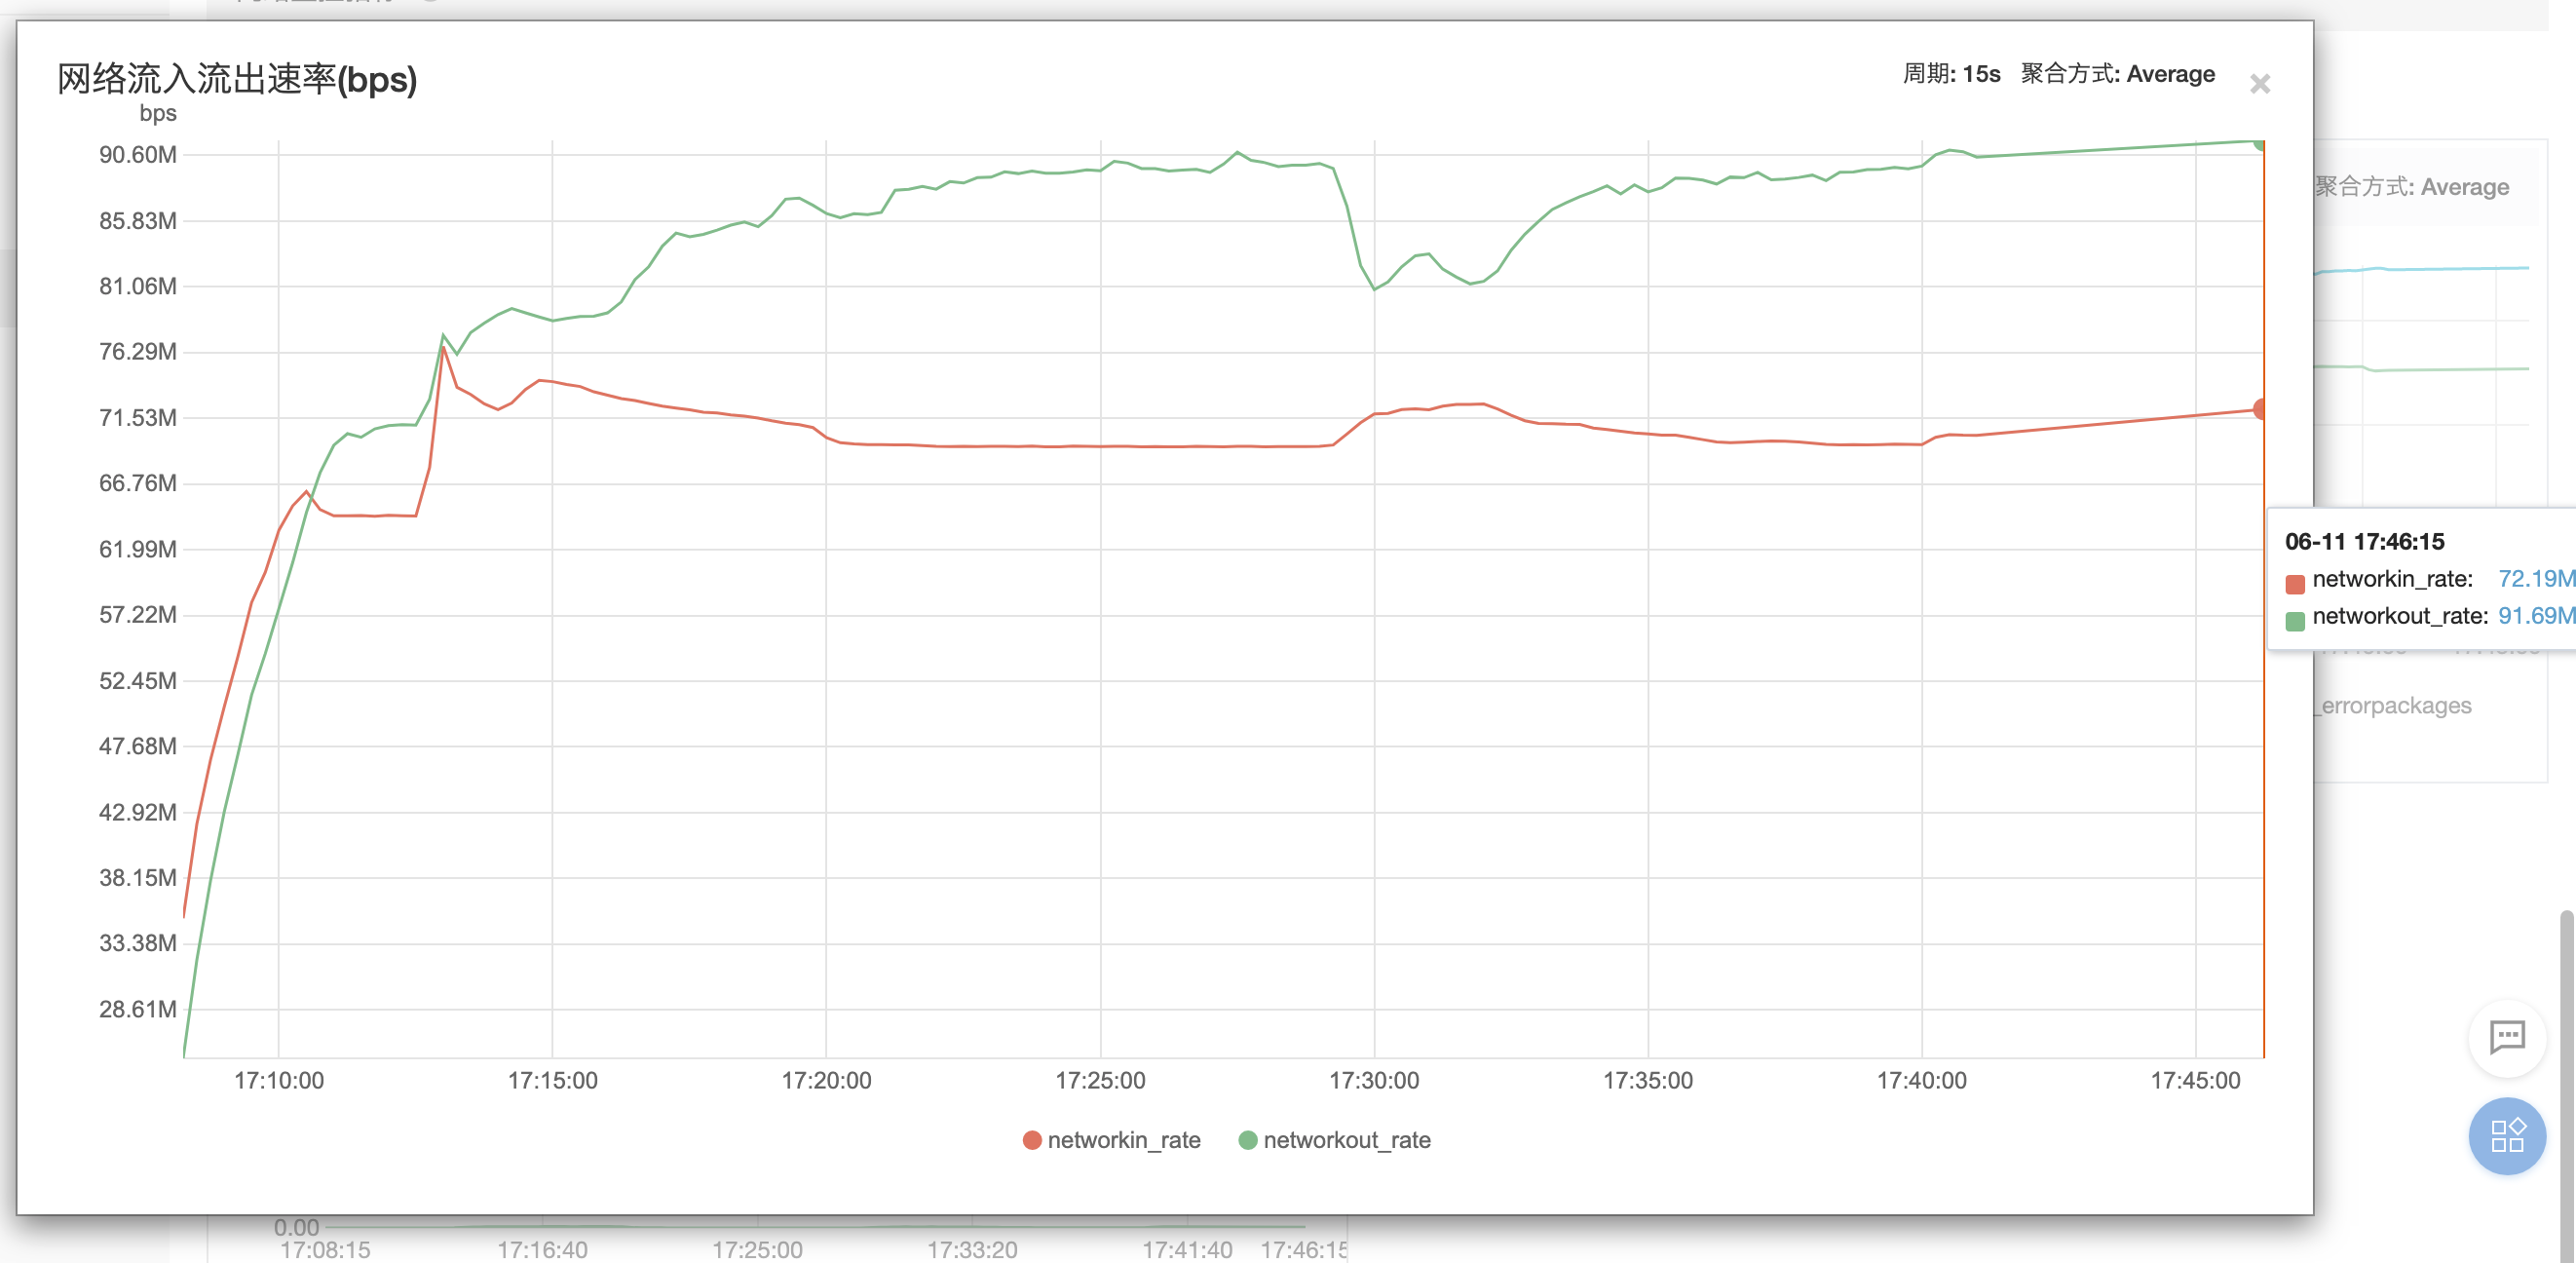 网络流入流出速率(bps)
周期: 15s 聚合方式: Average
bps
90.60M
85.83M
81.06M
76.29M
71.53M
66.76M
61.99M
57.22M
52.45M
47.68M
42.92M
38.15M
33.38M
28.61M
17:10:00 17:15:00 17:20:00 17:25:00 17:30:00 17:35:00 17:40:00 17:45:00
networkin_rate networkout_rate
聚合方式: Average
06-11 17:46:15
networkin_rate: 72.19M
networkout_rate: 91.69M
_errorpackages
0.00
17:08:15 17:16:40 17:25:00 17:33:20 17:41:40 17:46:15